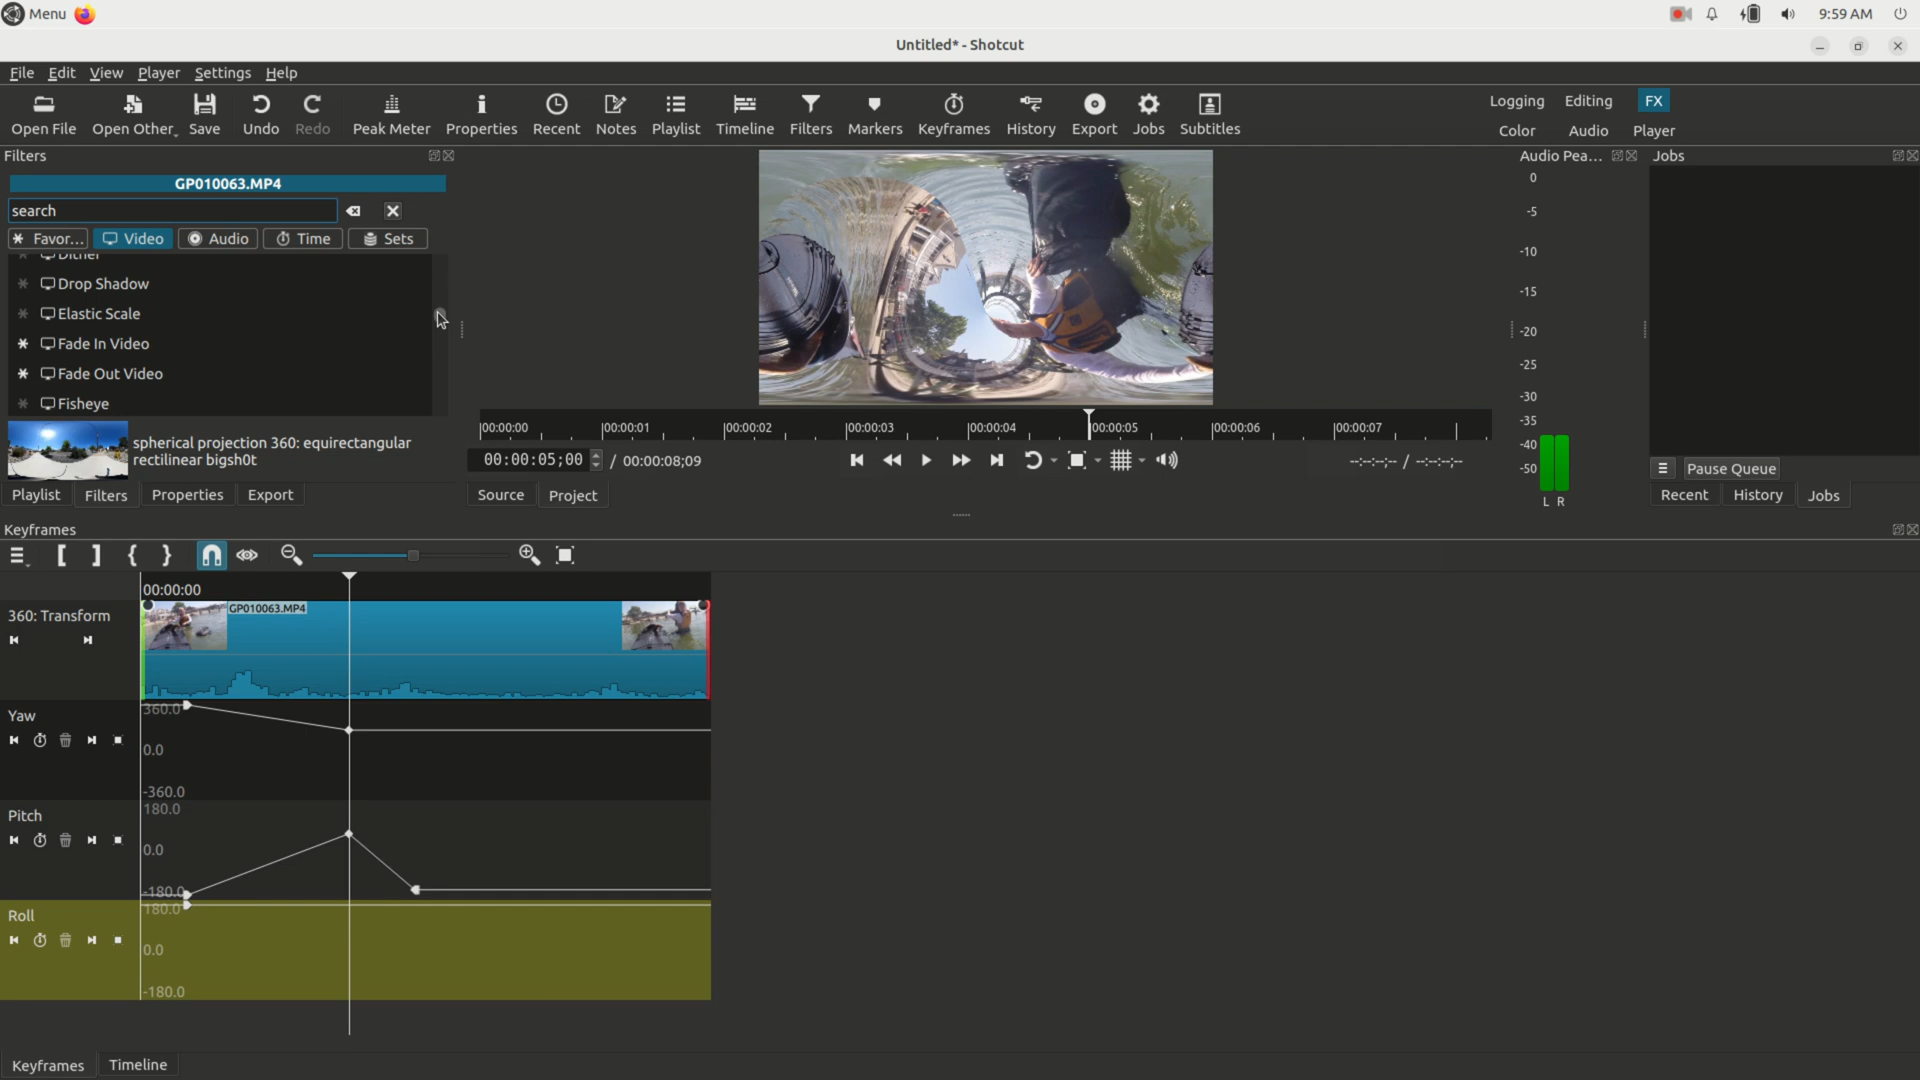 Menu
9:59 AM
Untitled* - Shotcut
File Edit View Player Settings Help
Open File Open Other Save Undo Redo Peak Meter Properties Recent Notes Playlist Timeline Filters Markers Keyframes History Export Jobs Subtitles
Logging Editing FX
Color Audio Player
Filters
GP010063.MP4
search
Favor... Video Audio Time Sets
Dither
Drop Shadow
Elastic Scale
Fade In Video
Fade Out Video
Fisheye
spherical projection 360: equirectangular
rectilinear bigsh0t
Playlist Filters Properties Export
00:00:00 00:00:01 00:00:02 00:00:03 00:00:04 00:00:05 00:00:06 00:00:07
00:00:05;00 / 00:00:08;09
--:--:--;-- / --:--:--;--
Source Project
Audio Pea...
0
-5
-10
-15
-20
-25
-30
-35
-40
-50
L R
Jobs
Pause Queue
Recent History Jobs
Keyframes
00:00:00
360: Transform
GP010063.MP4
Yaw
360.0
0.0
-360.0
Pitch
180.0
0.0
-180.0
Roll
180.0
0.0
-180.0
Keyframes Timeline